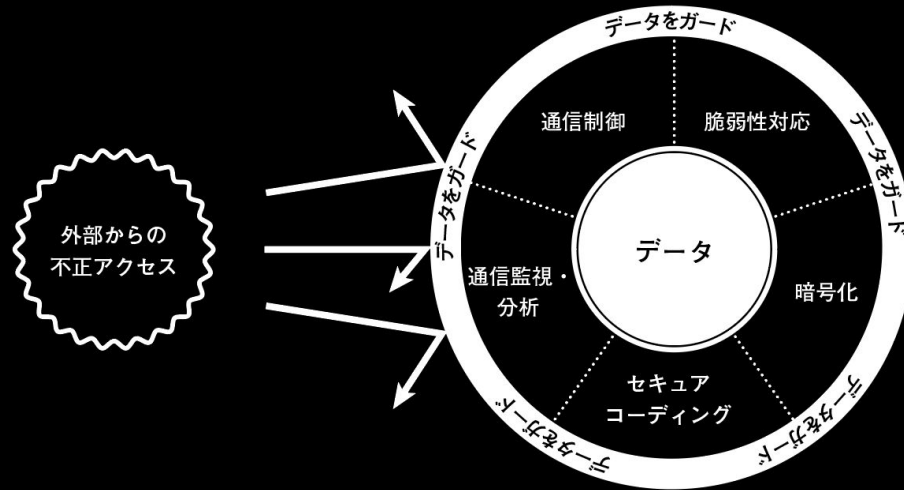 データをガード
通信制御
脆弱性対応
データをガード
データをガード
外部からの
不正アクセス
データ
通信監視・
分析
暗号化
セキュア
コーディング
データをガード
データをガード